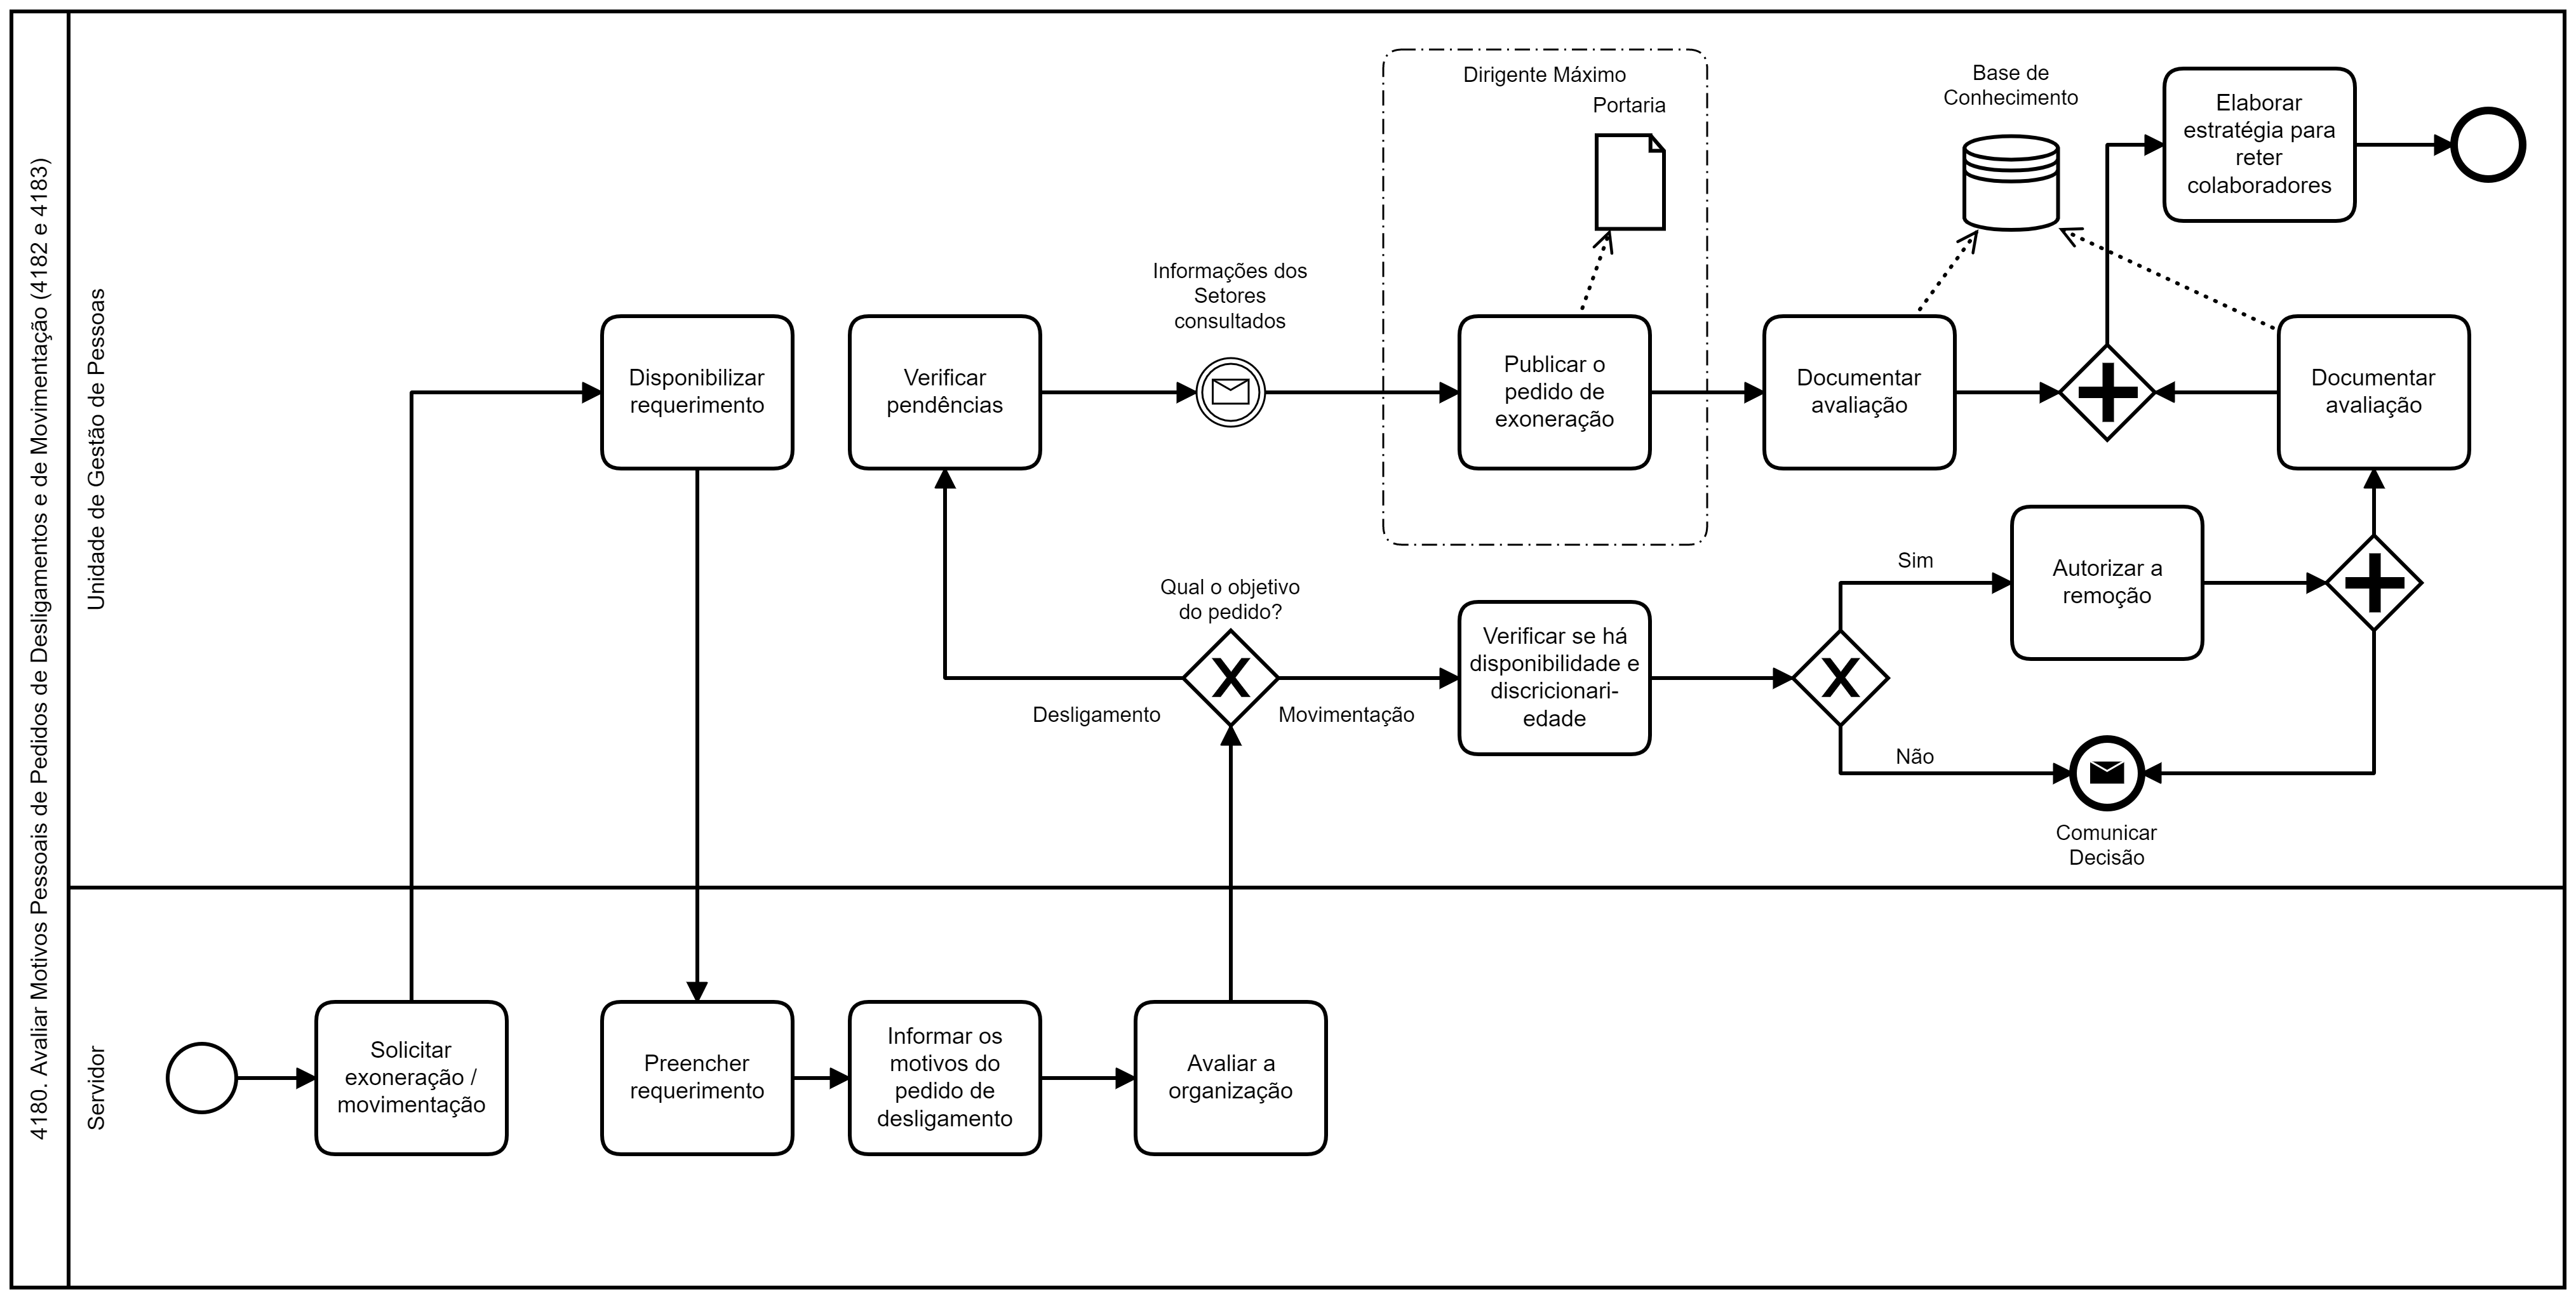 4180. Avaliar Motivos Pessoais de Pedidos de Desligamentos e de Movimentação (4182 e 4183)
Unidade de Gestão de Pessoas
Dirigente Máximo
Portaria
Base de
Conhecimento
Elaborar
estratégia para
reter
colaboradores
Informações dos
Setores
consultados
Disponibilizar
requerimento
Verificar
pendências
Publicar o
pedido de
exoneração
Documentar
avaliação
Documentar
avaliação
Qual o objetivo
do pedido?
Desligamento
Movimentação
Verificar se há
disponibilidade e
discricionari-
edade
Sim
Não
Autorizar a
remoção
Comunicar
Decisão
Servidor
Solicitar
exoneração /
movimentação
Preencher
requerimento
Informar os
motivos do
pedido de
desligamento
Avaliar a
organização